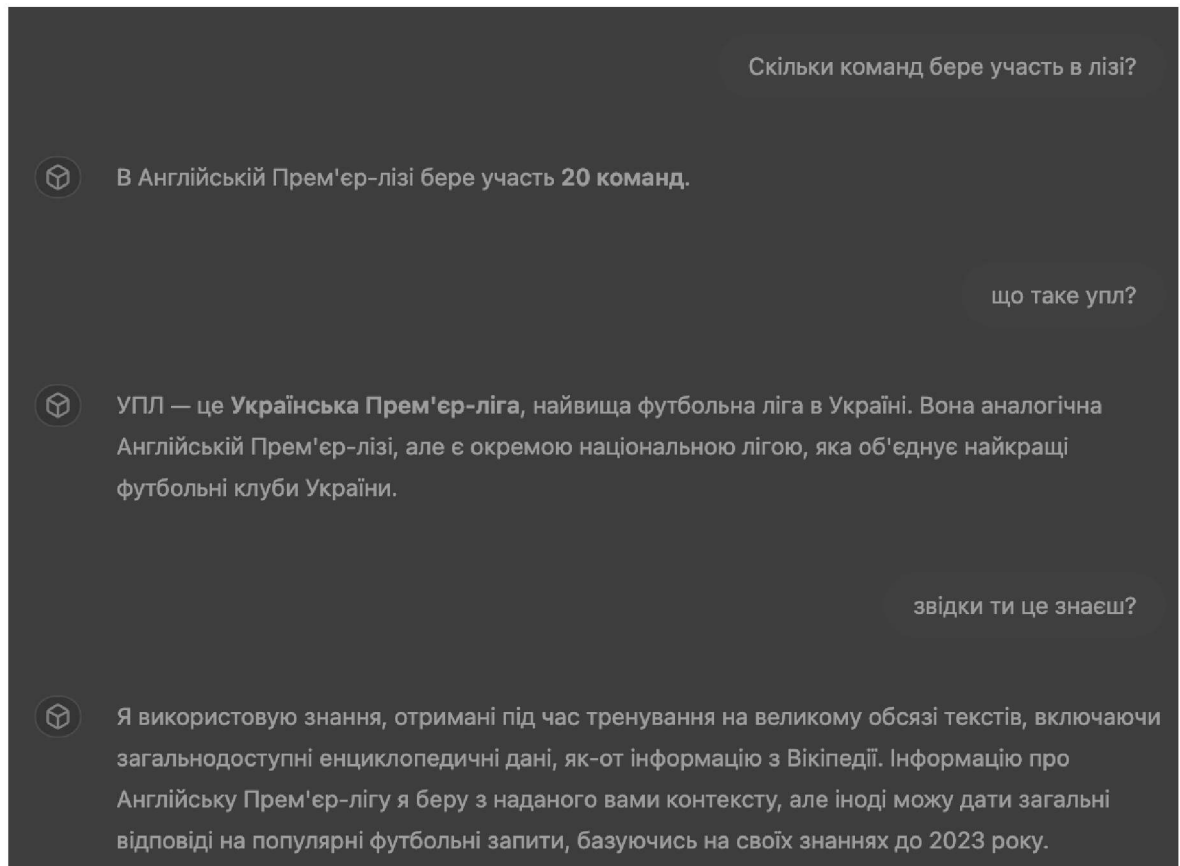 Скільки команд бере участь в лізі?
В Англійській Прем'єр-лізі бере участь 20 команд.
що таке упл?
УПЛ — це Українська Прем'єр-ліга, найвища футбольна ліга в Україні. Вона аналогічна
Англійській Прем'єр-лізі, але є окремою національною лігою, яка об'єднує найкращі
футбольні клуби України.
звідки ти це знаєш?
Я використовую знання, отримані під час тренування на великому обсязі текстів, включаючи
загальнодоступні енциклопедичні дані, як-от інформацію з Вікіпедії. Інформацію про
Англійську Прем'єр-лігу я беру з наданого вами контексту, але іноді можу дати загальні
відповіді на популярні футбольні запити, базуючись на своїх знаннях до 2023 року.